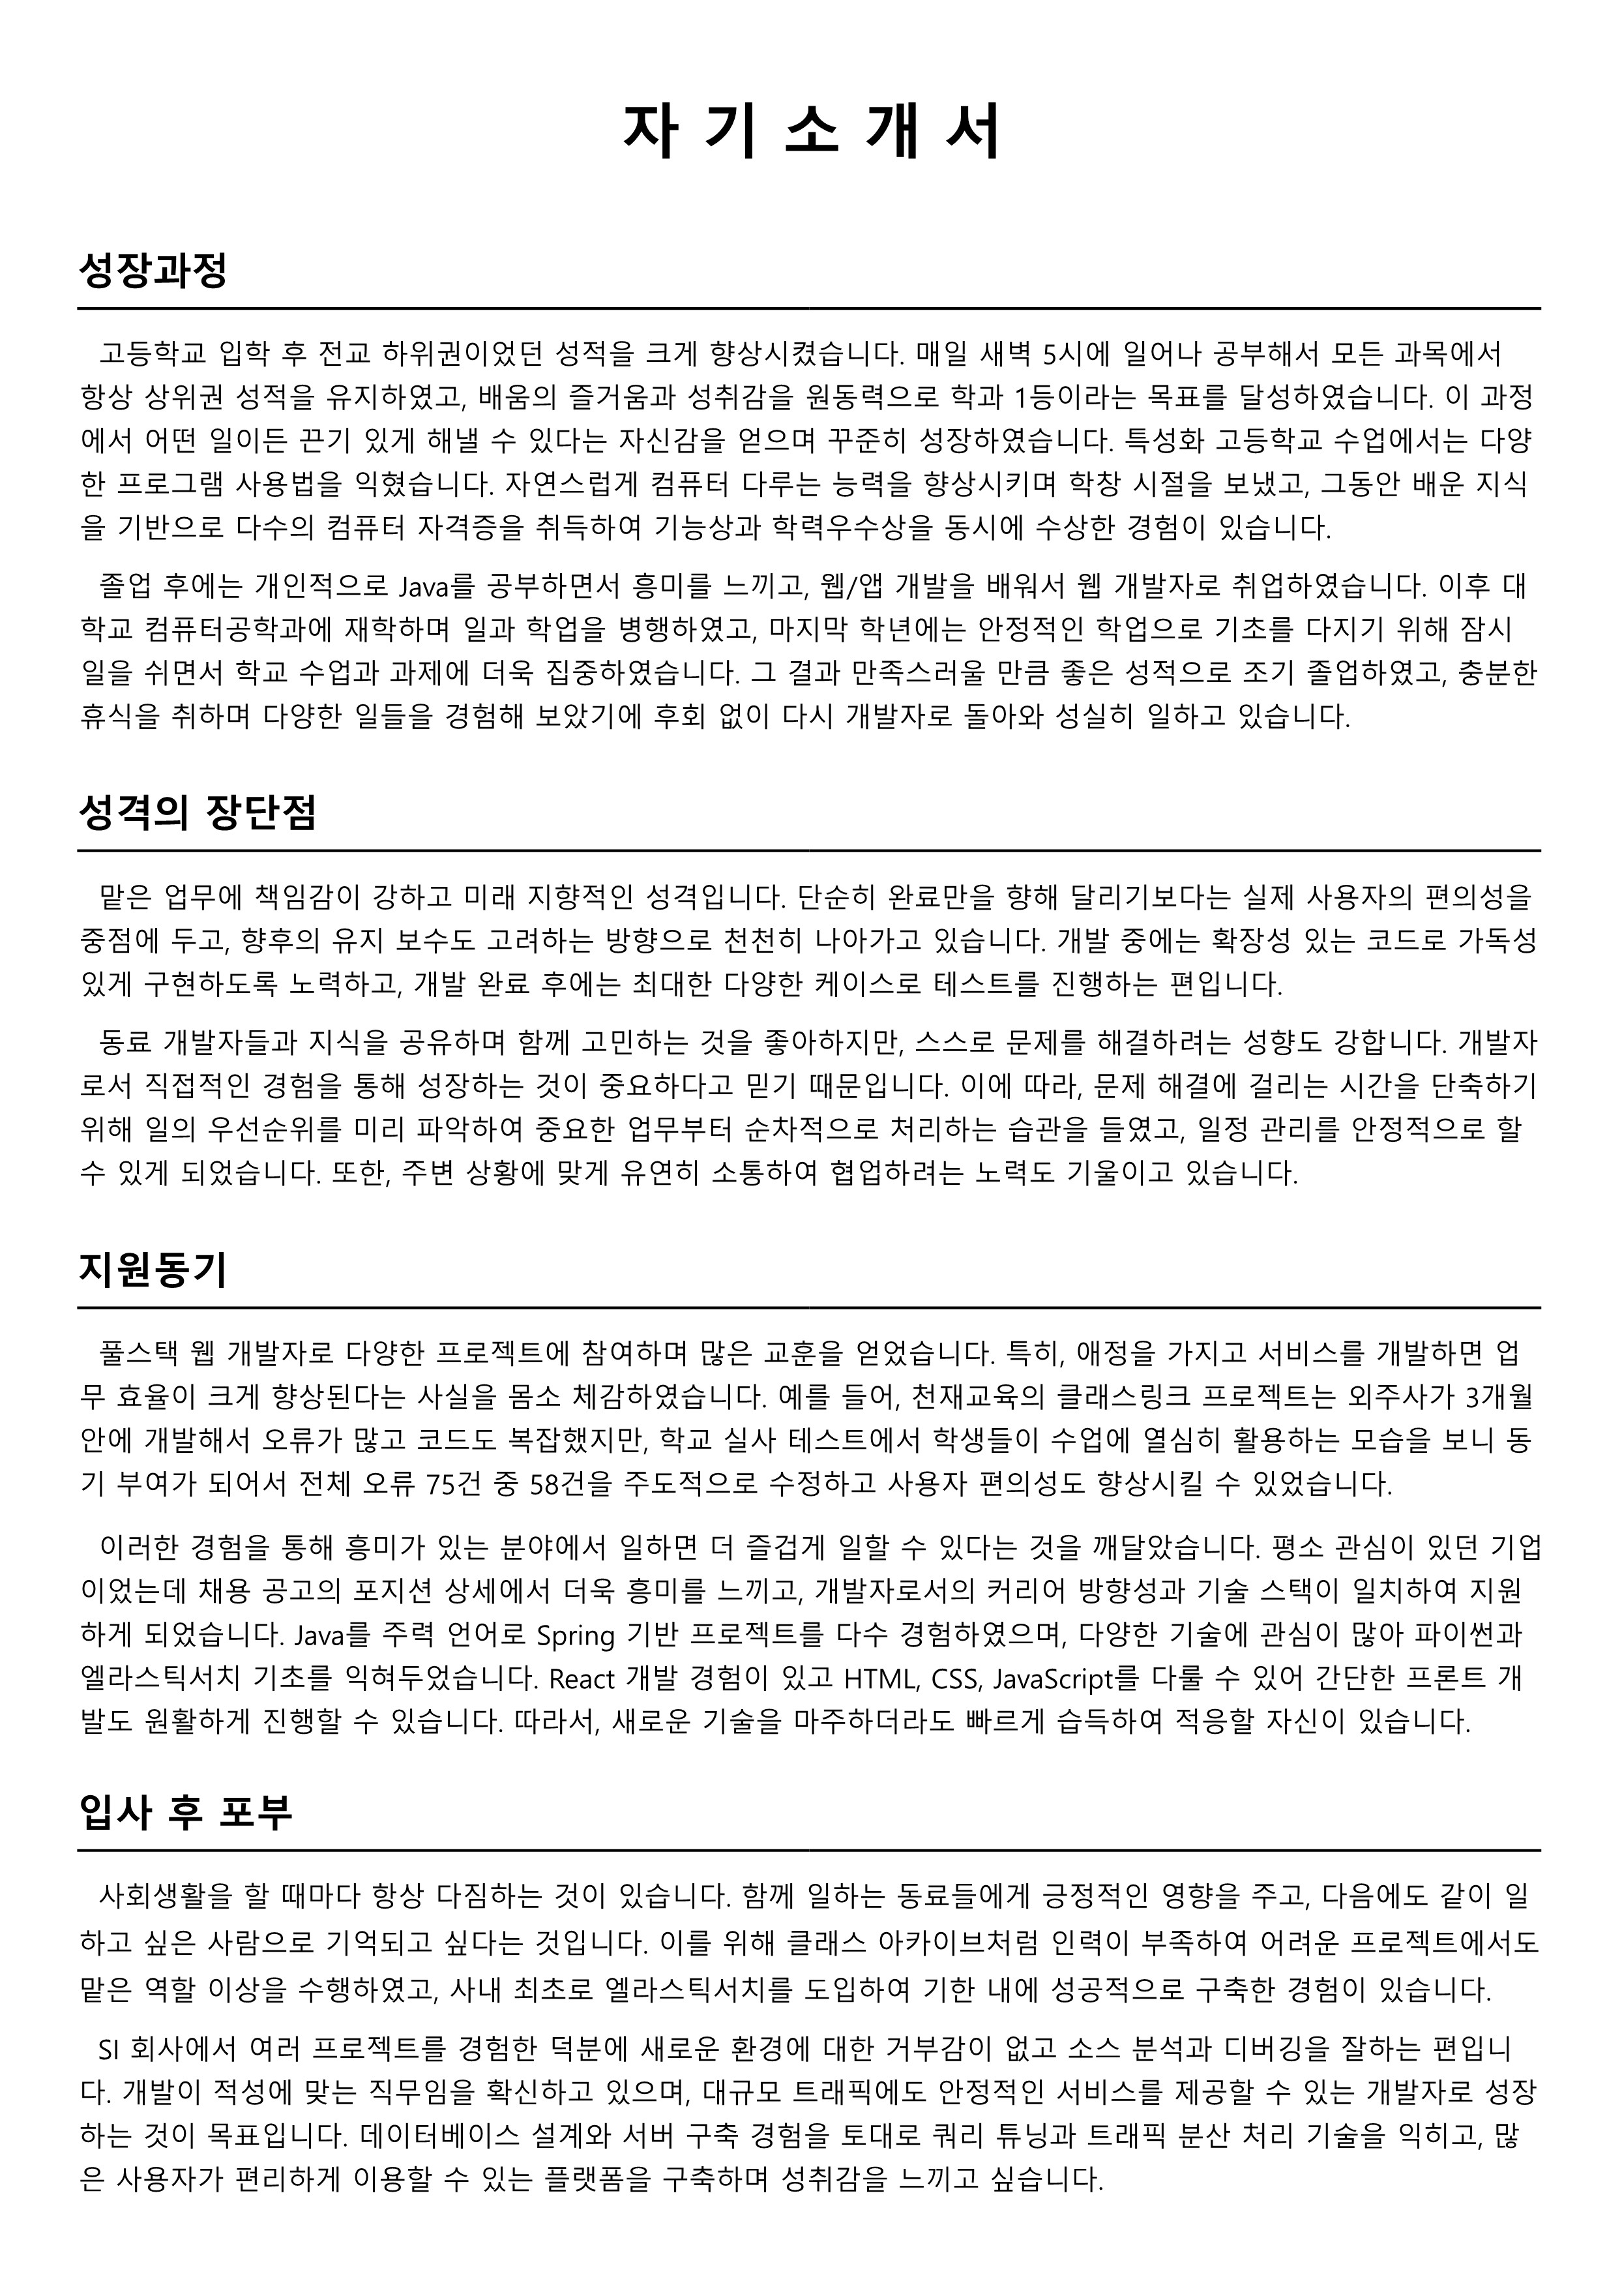 자 기 소 개 서
성장과정
고등학교 입학 후 전교 하위권이었던 성적을 크게 향상시켰습니다. 매일 새벽 5시에 일어나 공부해서 모든 과목에서
항상 상위권 성적을 유지하였고, 배움의 즐거움과 성취감을 원동력으로 학과 1등이라는 목표를 달성하였습니다. 이 과정
에서 어떤 일이든 끈기 있게 해낼 수 있다는 자신감을 얻으며 꾸준히 성장하였습니다. 특성화 고등학교 수업에서는 다양
한 프로그램 사용법을 익혔습니다. 자연스럽게 컴퓨터 다루는 능력을 향상시키며 학창 시절을 보냈고, 그동안 배운 지식
을 기반으로 다수의 컴퓨터 자격증을 취득하여 기능상과 학력우수상을 동시에 수상한 경험이 있습니다.
졸업 후에는 개인적으로 Java를 공부하면서 흥미를 느끼고, 웹/앱 개발을 배워서 웹 개발자로 취업하였습니다. 이후 대
학교 컴퓨터공학과에 재학하며 일과 학업을 병행하였고, 마지막 학년에는 안정적인 학업으로 기초를 다지기 위해 잠시
일을 쉬면서 학교 수업과 과제에 더욱 집중하였습니다. 그 결과 만족스러울 만큼 좋은 성적으로 조기 졸업하였고, 충분한
휴식을 취하며 다양한 일들을 경험해 보았기에 후회 없이 다시 개발자로 돌아와 성실히 일하고 있습니다.
성격의 장단점
맡은 업무에 책임감이 강하고 미래 지향적인 성격입니다. 단순히 완료만을 향해 달리기보다는 실제 사용자의 편의성을
중점에 두고, 향후의 유지 보수도 고려하는 방향으로 천천히 나아가고 있습니다. 개발 중에는 확장성 있는 코드로 가독성
있게 구현하도록 노력하고, 개발 완료 후에는 최대한 다양한 케이스로 테스트를 진행하는 편입니다.
동료 개발자들과 지식을 공유하며 함께 고민하는 것을 좋아하지만, 스스로 문제를 해결하려는 성향도 강합니다. 개발자
로서 직접적인 경험을 통해 성장하는 것이 중요하다고 믿기 때문입니다. 이에 따라, 문제 해결에 걸리는 시간을 단축하기
위해 일의 우선순위를 미리 파악하여 중요한 업무부터 순차적으로 처리하는 습관을 들였고, 일정 관리를 안정적으로 할
수 있게 되었습니다. 또한, 주변 상황에 맞게 유연히 소통하여 협업하려는 노력도 기울이고 있습니다.
지원동기
풀스택 웹 개발자로 다양한 프로젝트에 참여하며 많은 교훈을 얻었습니다. 특히, 애정을 가지고 서비스를 개발하면 업
무 효율이 크게 향상된다는 사실을 몸소 체감하였습니다. 예를 들어, 천재교육의 클래스링크 프로젝트는 외주사가 3개월
안에 개발해서 오류가 많고 코드도 복잡했지만, 학교 실사 테스트에서 학생들이 수업에 열심히 활용하는 모습을 보니 동
기 부여가 되어서 전체 오류 75건 중 58건을 주도적으로 수정하고 사용자 편의성도 향상시킬 수 있었습니다.
이러한 경험을 통해 흥미가 있는 분야에서 일하면 더 즐겁게 일할 수 있다는 것을 깨달았습니다. 평소 관심이 있던 기업
이었는데 채용 공고의 포지션 상세에서 더욱 흥미를 느끼고, 개발자로서의 커리어 방향성과 기술 스택이 일치하여 지원
하게 되었습니다. Java를 주력 언어로 Spring 기반 프로젝트를 다수 경험하였으며, 다양한 기술에 관심이 많아 파이썬과
엘라스틱서치 기초를 익혀두었습니다. React 개발 경험이 있고 HTML, CSS, JavaScript를 다룰 수 있어 간단한 프론트 개
발도 원활하게 진행할 수 있습니다. 따라서, 새로운 기술을 마주하더라도 빠르게 습득하여 적응할 자신이 있습니다.
입사 후 포부
사회생활을 할 때마다 항상 다짐하는 것이 있습니다. 함께 일하는 동료들에게 긍정적인 영향을 주고, 다음에도 같이 일
하고 싶은 사람으로 기억되고 싶다는 것입니다. 이를 위해 클래스 아카이브처럼 인력이 부족하여 어려운 프로젝트에서도
맡은 역할 이상을 수행하였고, 사내 최초로 엘라스틱서치를 도입하여 기한 내에 성공적으로 구축한 경험이 있습니다.
SI 회사에서 여러 프로젝트를 경험한 덕분에 새로운 환경에 대한 거부감이 없고 소스 분석과 디버깅을 잘하는 편입니
다. 개발이 적성에 맞는 직무임을 확신하고 있으며, 대규모 트래픽에도 안정적인 서비스를 제공할 수 있는 개발자로 성장
하는 것이 목표입니다. 데이터베이스 설계와 서버 구축 경험을 토대로 쿼리 튜닝과 트래픽 분산 처리 기술을 익히고, 많
은 사용자가 편리하게 이용할 수 있는 플랫폼을 구축하며 성취감을 느끼고 싶습니다.